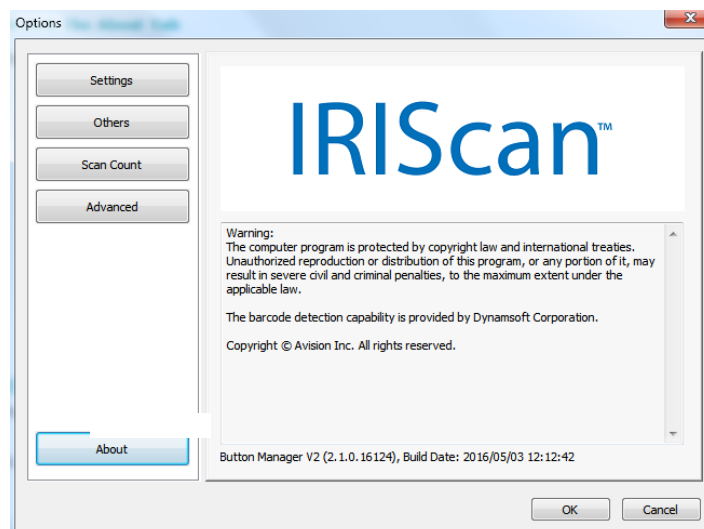 Options
Settings
Others
Scan Count
Advanced
About
IRIScan™
Warning:
The computer program is protected by copyright law and international treaties.
Unauthorized reproduction or distribution of this program, or any portion of it, may
result in severe civil and criminal penalties, to the maximum extent under the
applicable law.
The barcode detection capability is provided by Dynamsoft Corporation.
Copyright © Avision Inc. All rights reserved.
Button Manager V2 (2.1.0.16124), Build Date: 2016/05/03 12:12:42
OK
Cancel